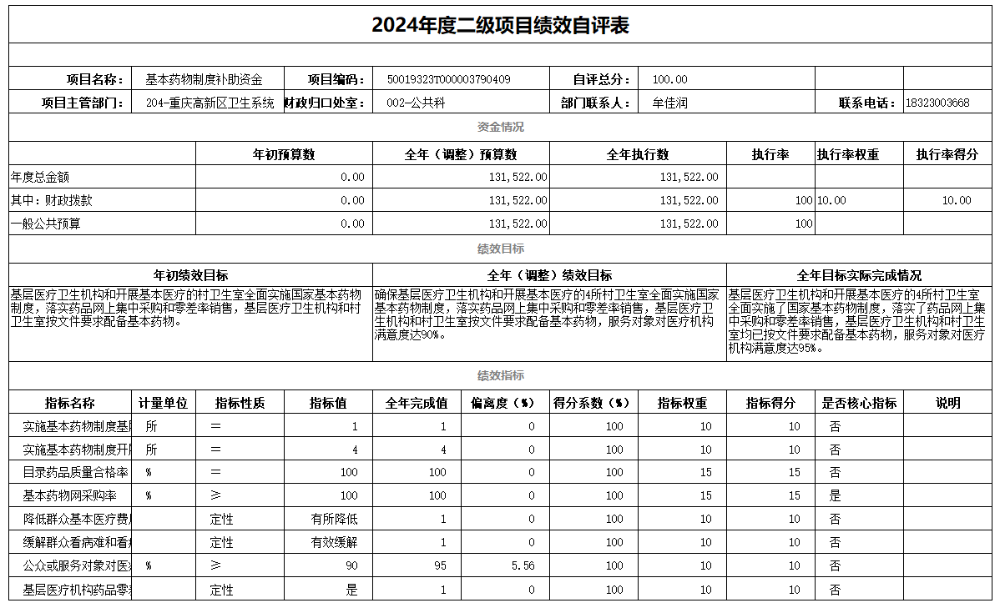 2024年度二级项目绩效自评表
项目名称： 基本药物制度补助资金 项目编码： 50019323T000003790409 自评总分： 100.00
项目主管部门： 204-重庆高新区卫生系统 财政归口处室： 002-公共科 部门联系人： 牟佳润 联系电话： 18323003668
资金情况
年初预算数 全年（调整）预算数 全年执行数 执行率 执行率权重 执行率得分
年度总金额 0.00 131,522.00 131,522.00
其中：财政拨款 0.00 131,522.00 131,522.00 100 10.00 10.00
一般公共预算 0.00 131,522.00 131,522.00 100
绩效目标
年初绩效目标 全年（调整）绩效目标 全年目标实际完成情况
基层医疗卫生机构和开展基本医疗的村卫生室全面实施国家基本药物
制度，落实药品网上集中采购和零差率销售，基层医疗卫生机构和村
卫生室按文件要求配备基本药物。
确保基层医疗卫生机构和开展基本医疗的4所村卫生室全面实施国家
基本药物制度，落实药品网上集中采购和零差率销售，基层医疗卫
生机构和村卫生室按文件要求配备基本药物，服务对象对医疗机构
满意度达90%。
基层医疗卫生机构和开展基本医疗的4所村卫生室
全面实施了国家基本药物制度，落实了药品网上集
中采购和零差率销售，基层医疗卫生机构和村卫生
室均已按文件要求配备基本药物，服务对象对医疗
机构满意度达95%。
绩效指标
指标名称 计量单位 指标性质 指标值 全年完成值 偏离度（%） 得分系数（%） 指标权重 指标得分 是否核心指标 说明
实施基本药物制度基 所 ＝ 1 1 0 100 10 10 否
实施基本药物制度开 所 ＝ 4 4 0 100 10 10 否
目录药品质量合格率 % ＝ 100 100 0 100 15 15 否
基本药物网采购率 % ≥ 100 100 0 100 15 15 是
降低群众基本医疗费 定性 有所降低 1 0 100 10 10 否
缓解群众看病难和看 定性 有效缓解 1 0 100 10 10 否
公众或服务对象对医 % ≥ 90 95 5.56 100 10 10 否
基层医疗机构药品零 定性 是 1 0 100 10 10 否